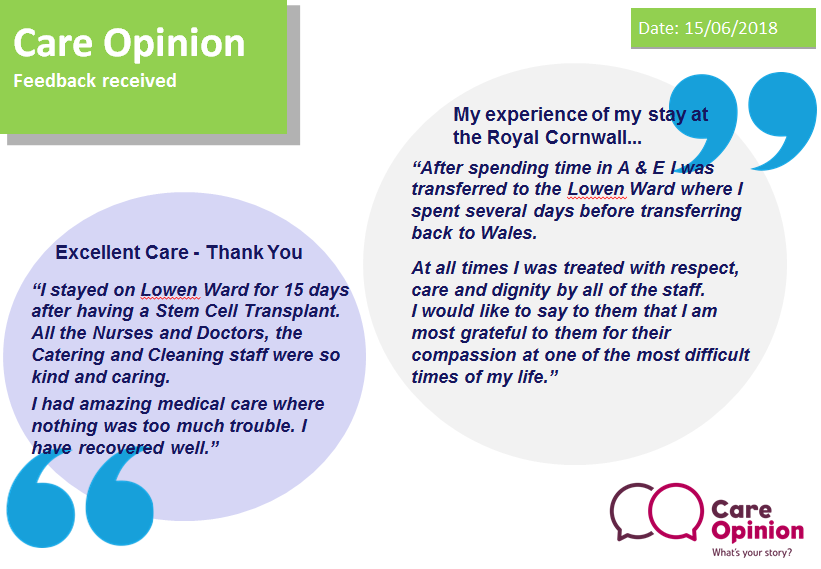 Care Opinion
Feedback received
Date: 15/06/2018
My experience of my stay at
the Royal Cornwall...
“After spending time in A & E I was
transferred to the Lowen Ward where I
spent several days before transferring
back to Wales.
At all times I was treated with respect,
care and dignity by all of the staff.
I would like to say to them that I am
most grateful to them for their
compassion at one of the most difficult
times of my life.”
Excellent Care - Thank You
“I stayed on Lowen Ward for 15 days
after having a Stem Cell Transplant.
All the Nurses and Doctors, the
Catering and Cleaning staff were so
kind and caring.
I had amazing medical care where
nothing was too much trouble. I
have recovered well.”
Care
Opinion
What's your story?